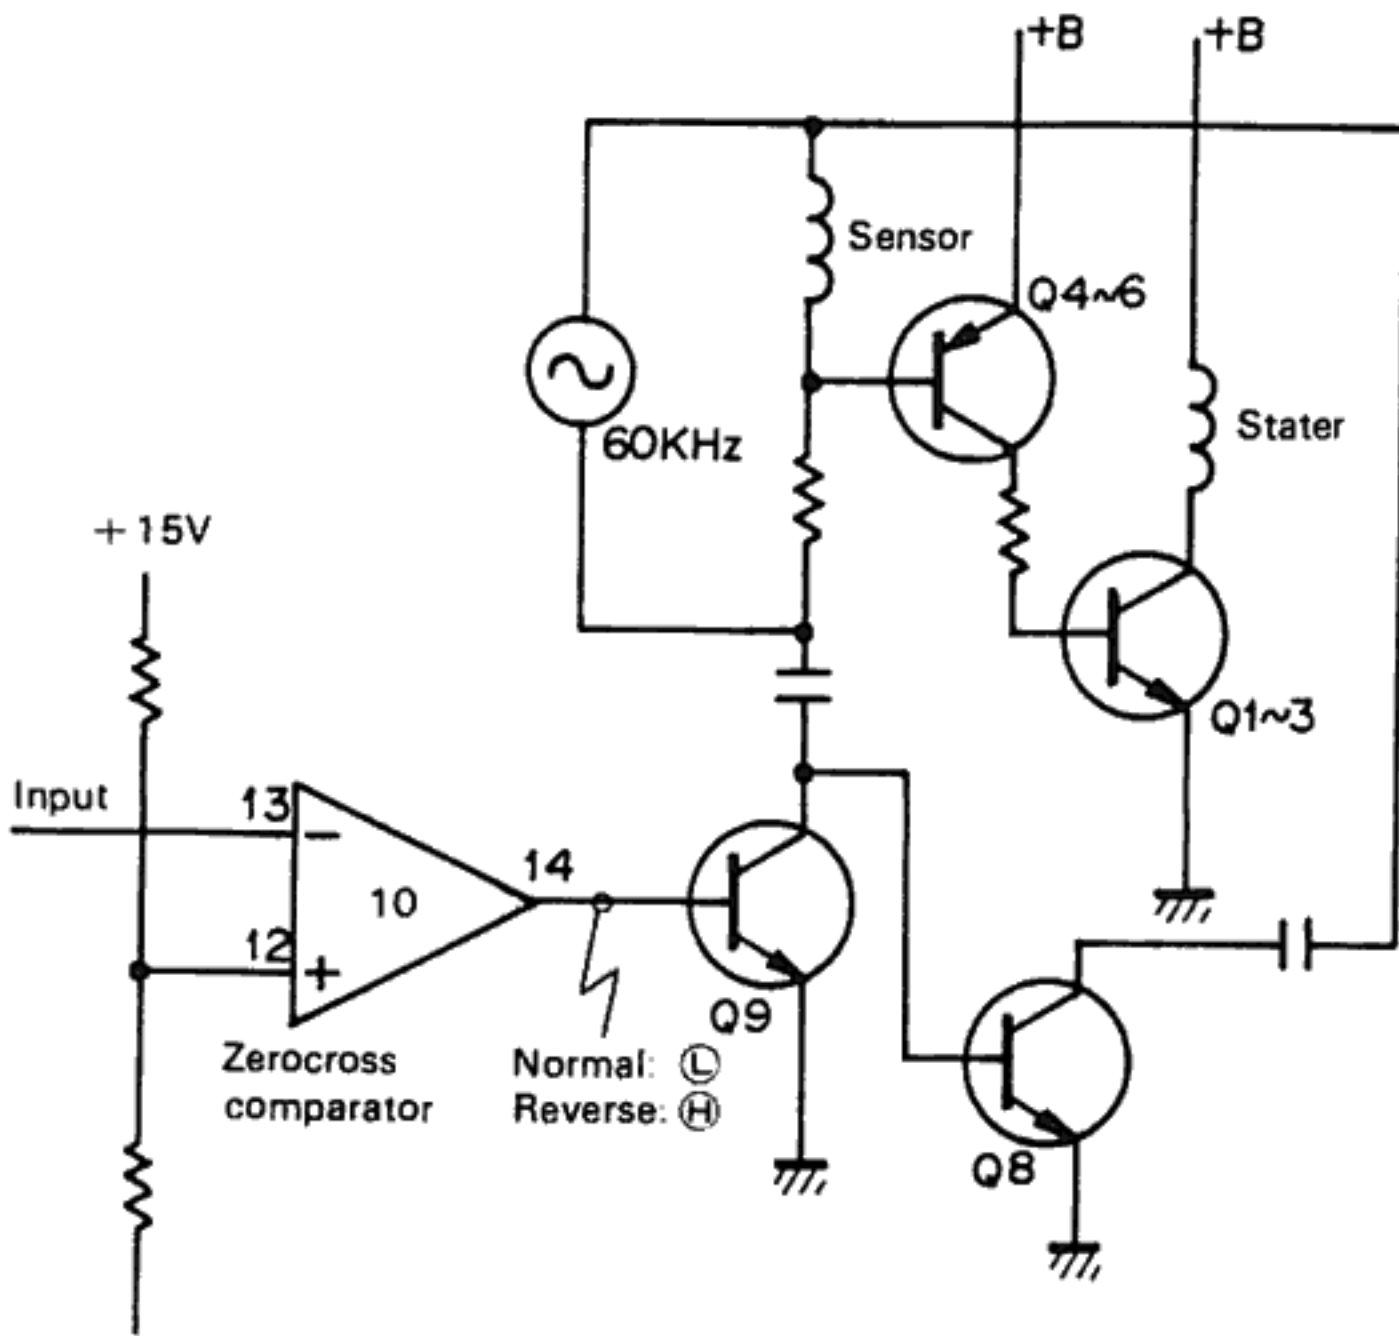 +B
+B
Sensor
Q4~6
60KHz
Stater
+15V
Q1~3
Input
13
14
10
12
Q9
Zerocross
comparator
Normal: Ⓛ
Reverse: Ⓗ
Q8